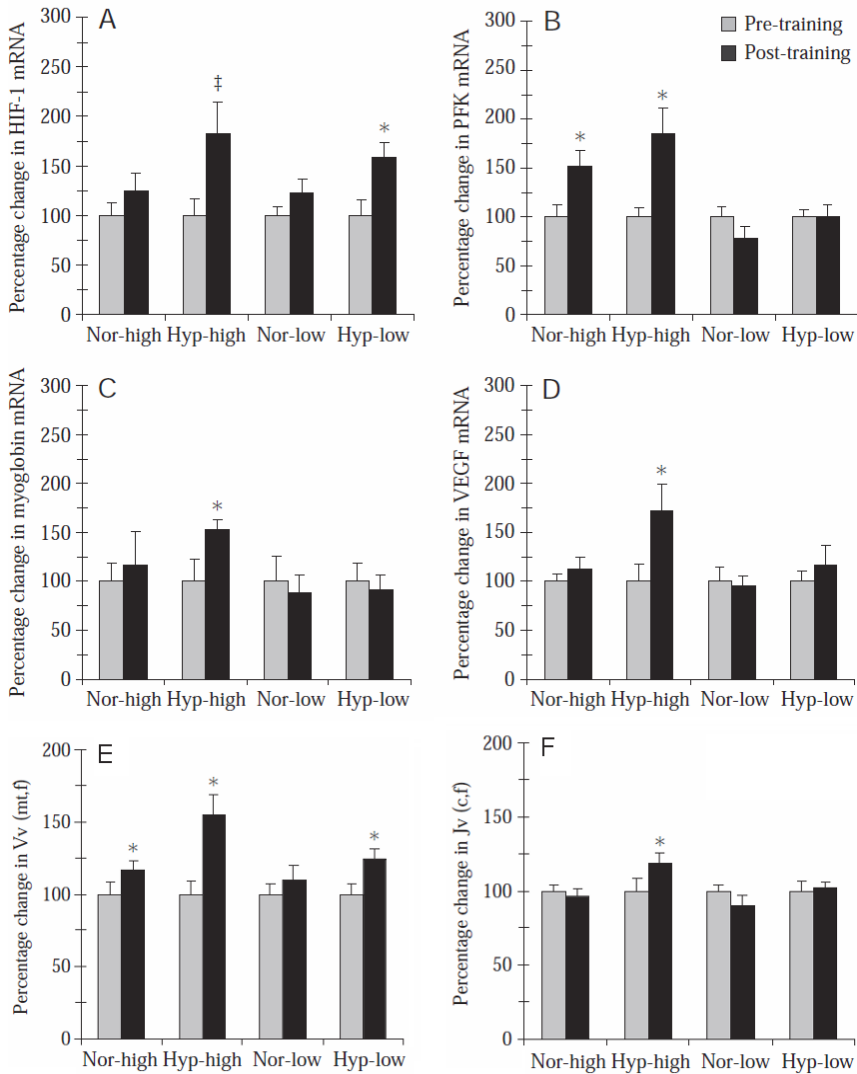 A
Percentage change in HIF-1 mRNA
300
250
200
150
100
50
0
‡
*
Nor-high Hyp-high Nor-low Hyp-low
B
Pre-training
Post-training
Percentage change in PFK mRNA
300
250
200
150
100
50
0
*
*
Nor-high Hyp-high Nor-low Hyp-low
C
Percentage change in myoglobin mRNA
300
250
200
150
100
50
0
*
Nor-high Hyp-high Nor-low Hyp-low
D
Percentage change in VEGF mRNA
300
250
200
150
100
50
0
*
Nor-high Hyp-high Nor-low Hyp-low
E
Percentage change in Vv (mt,f)
200
150
100
50
0
*
*
*
Nor-high Hyp-high Nor-low Hyp-low
F
Percentage change in Jv (c,f)
200
150
100
50
0
*
Nor-high Hyp-high Nor-low Hyp-low